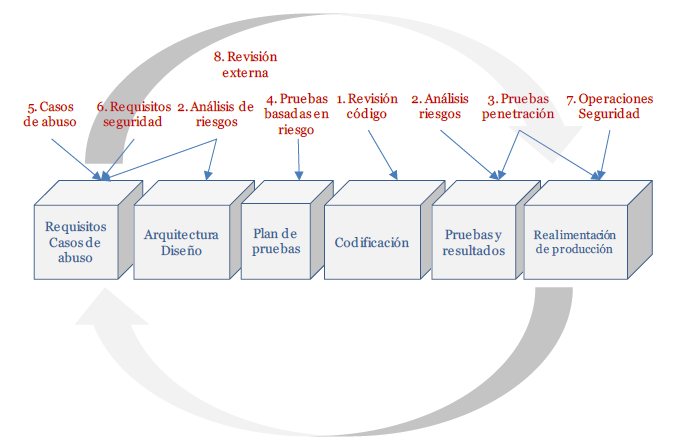 8. Revisión
externa
5. Casos
de abuso
6. Requisitos
seguridad
2. Análisis de
riesgos
4. Pruebas
basadas en
riesgo
1. Revisión
código
2. Análisis
riesgos
3. Pruebas
penetración
7. Operaciones
Seguridad
Requisitos
Casos de
abuso
Arquitectura
Diseño
Plan de
pruebas
Codificación
Pruebas y
resultados
Realimentación
de producción